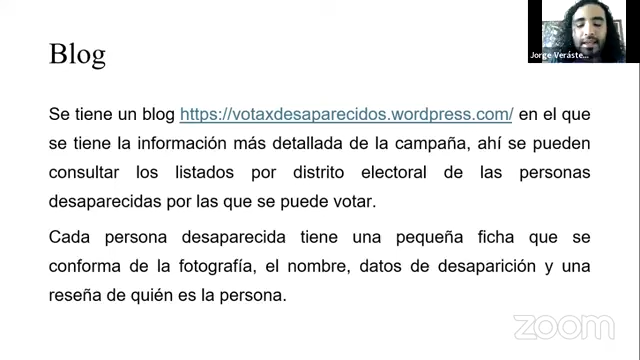 Blog
Jorge Veráste...
Se tiene un blog https://votaxdesaparecidos.wordpress.com/ en el que
se tiene la información más detallada de la campaña, ahí se pueden
consultar los listados por distrito electoral de las personas
desaparecidas por las que se puede votar.
Cada persona desaparecida tiene una pequeña ficha que se
conforma de la fotografía, el nombre, datos de desaparición y una
reseña de quién es la persona.
zoom